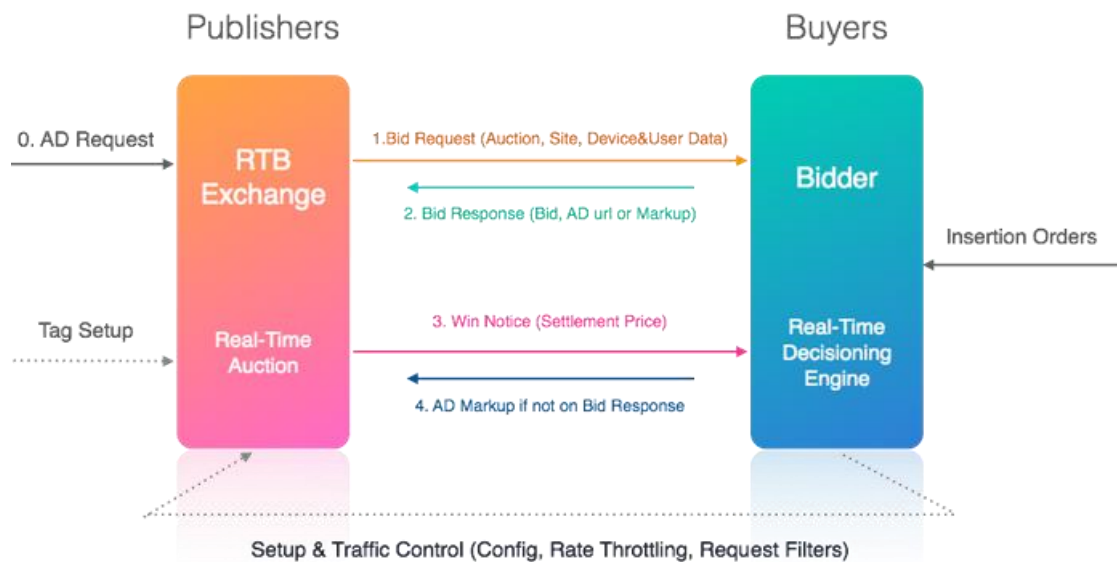 Publishers
Buyers
0. AD Request
RTB
Exchange
1.Bid Request (Auction, Site, Device&User Data)
Bidder
2. Bid Response (Bid, AD url or Markup)
Insertion Orders
Tag Setup
Real-Time
Auction
3. Win Notice (Settlement Price)
Real-Time
Decisioning
Engine
4. AD Markup if not on Bid Response
Setup & Traffic Control (Config, Rate Throttling, Request Filters)